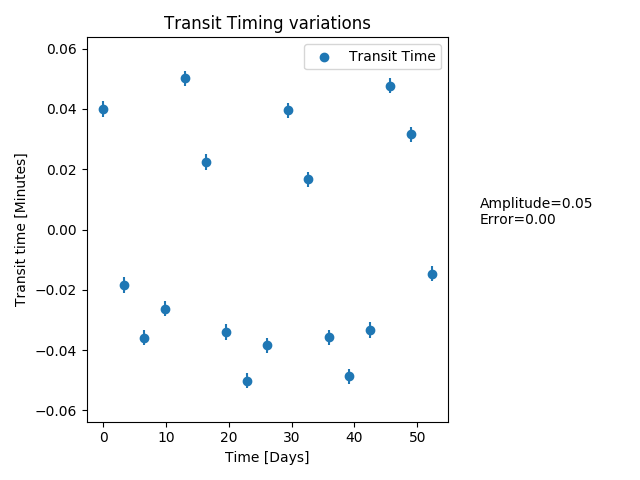 Transit Timing variations
Transit Time
Transit time [Minutes]
0.06
0.04
0.02
0.00
−0.02
−0.04
−0.06
0
10
20
30
40
50
Time [Days]
Amplitude=0.05
Error=0.00